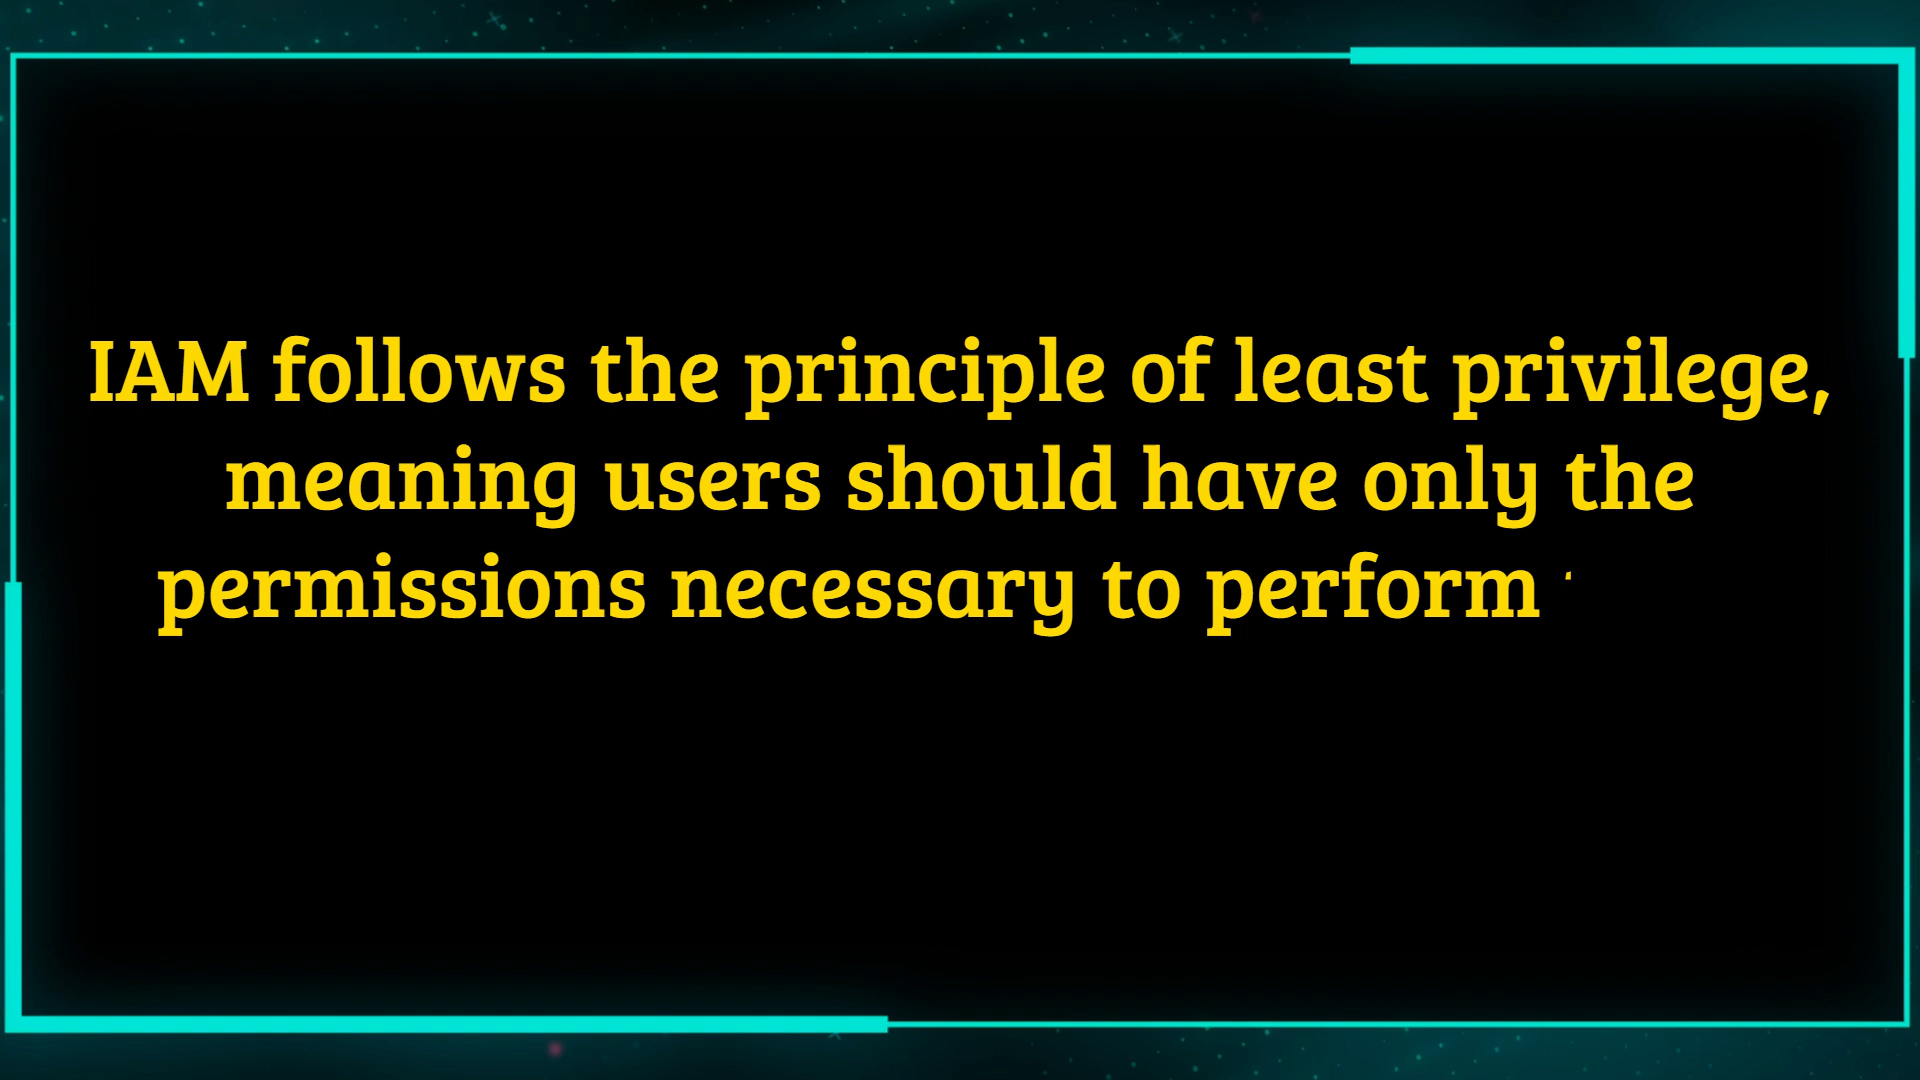 IAM follows the principle of least privilege,
meaning users should have only the
permissions necessary to perform